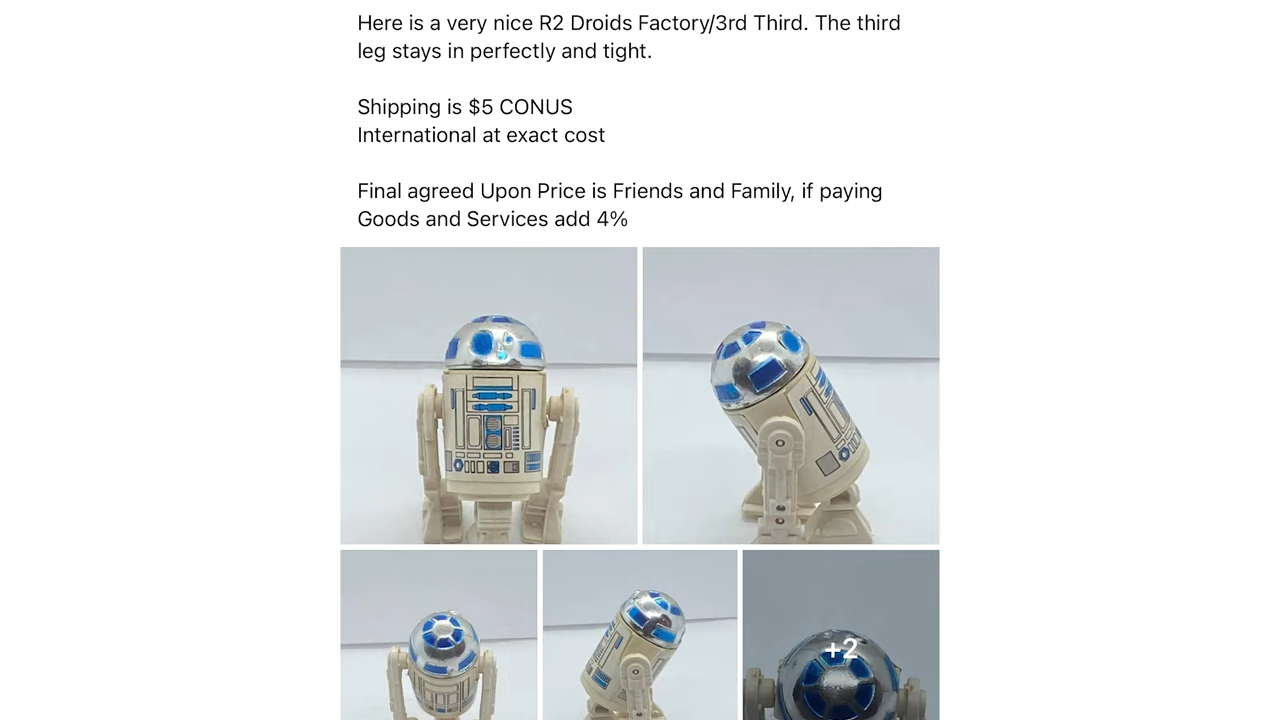 Here is a very nice R2 Droids Factory/3rd Third. The third
leg stays in perfectly and tight.
Shipping is $5 CONUS
International at exact cost
Final agreed Upon Price is Friends and Family, if paying
Goods and Services add 4%
+2